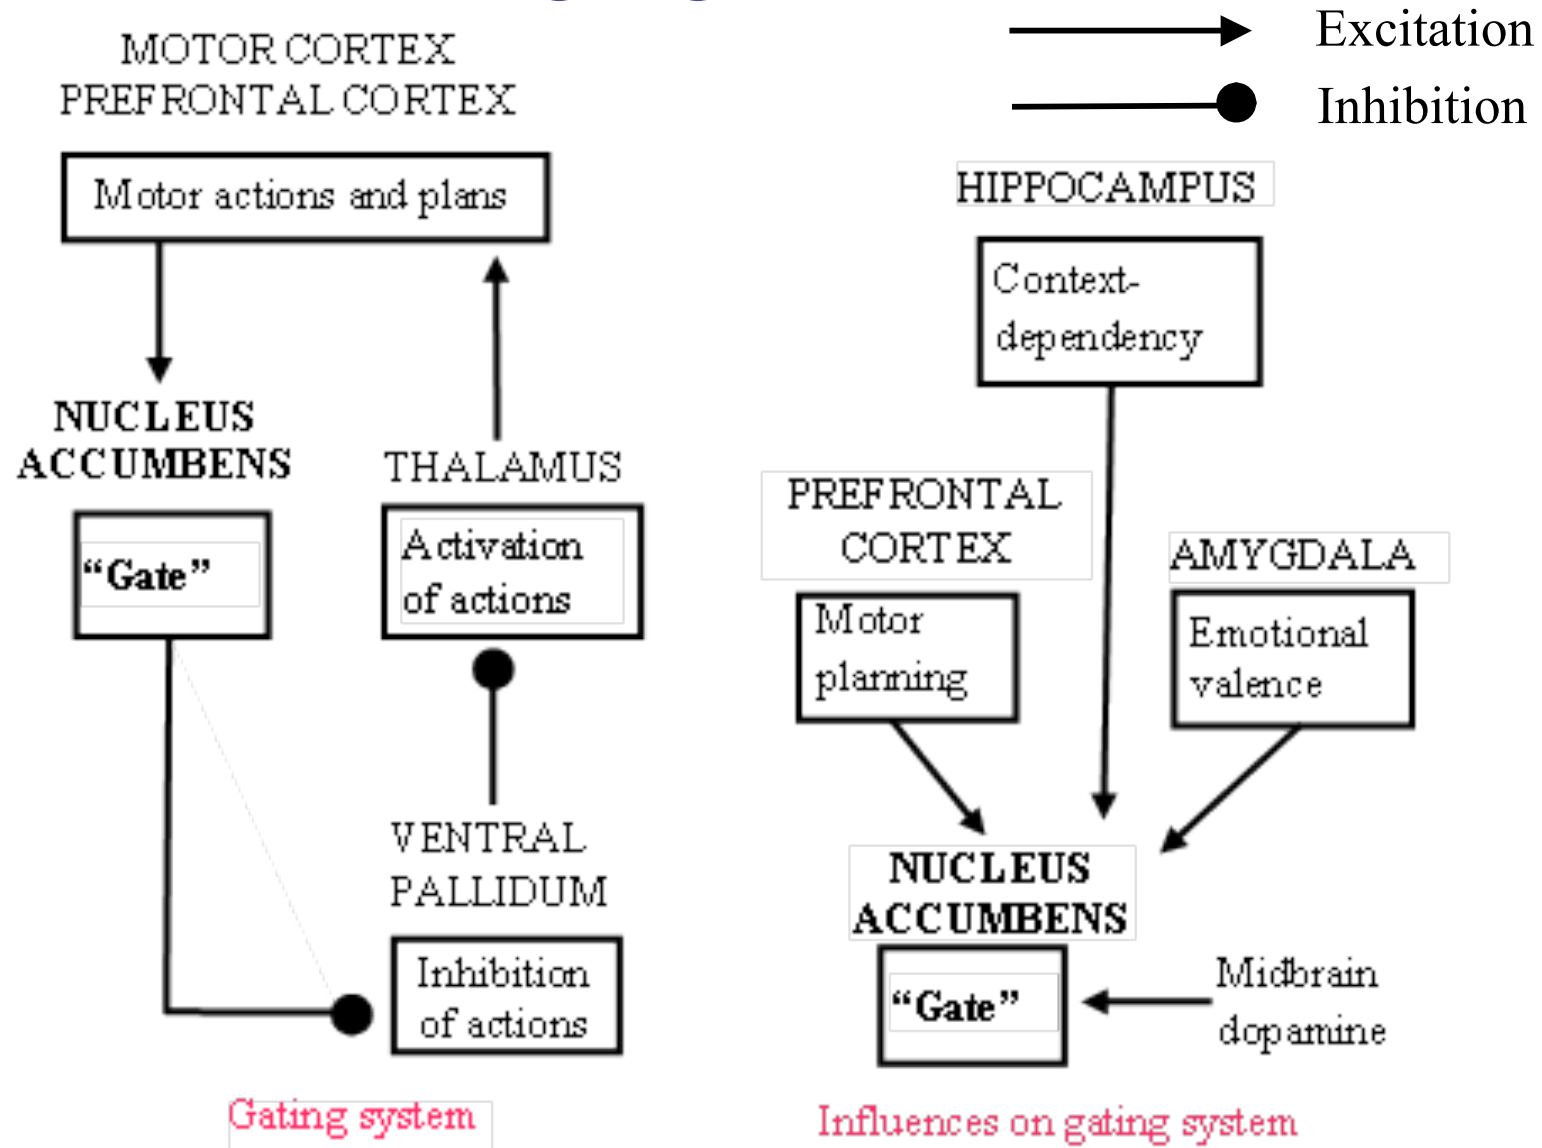 MOTOR CORTEX
PREFRONTAL CORTEX
Motor actions and plans
NUCLEUS
ACCUMBENS
“Gate”
THALAMUS
Activation
of actions
VENTRAL
PALLIDUM
Inhibition
of actions
Gating system
Excitation
Inhibition
HIPPOCAMPUS
Context-
dependency
PREFRONTAL
CORTEX
Motor
planning
AMYGDALA
Emotional
valence
NUCLEUS
ACCUMBENS
“Gate”
Midbrain
dopamine
Influences on gating system